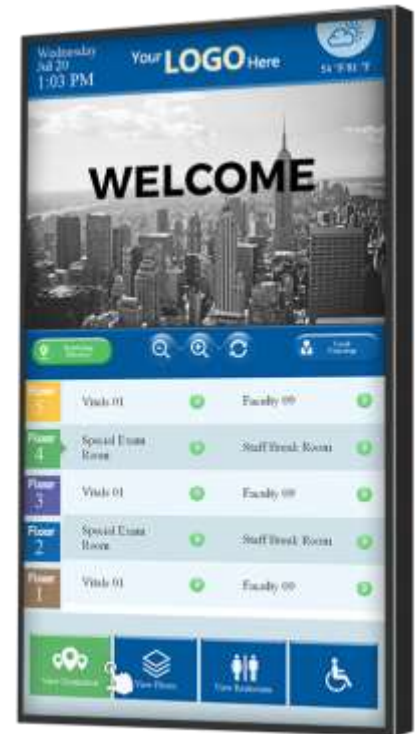 Wednesday
Jul 20
1:03 PM
Your LOGO Here
WELCOME
Floor
5
Vitals 01
Faculty 09
Floor
4
Special Exam
Room
Staff Break Room
Floor
3
Vitals 01
Faculty 09
Floor
2
Special Exam
Room
Staff Break Room
Floor
1
Vitals 01
Faculty 09
View Floors
View Restrooms